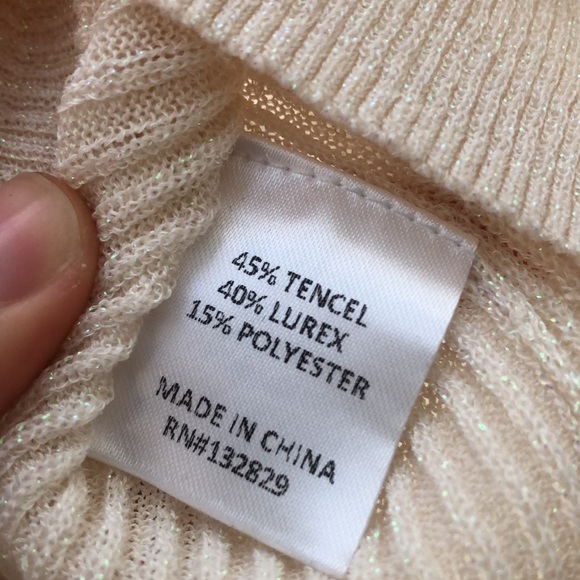 45% TENCEL
40% LUREX
15% POLYESTER
MADE IN CHINA
RN#132829